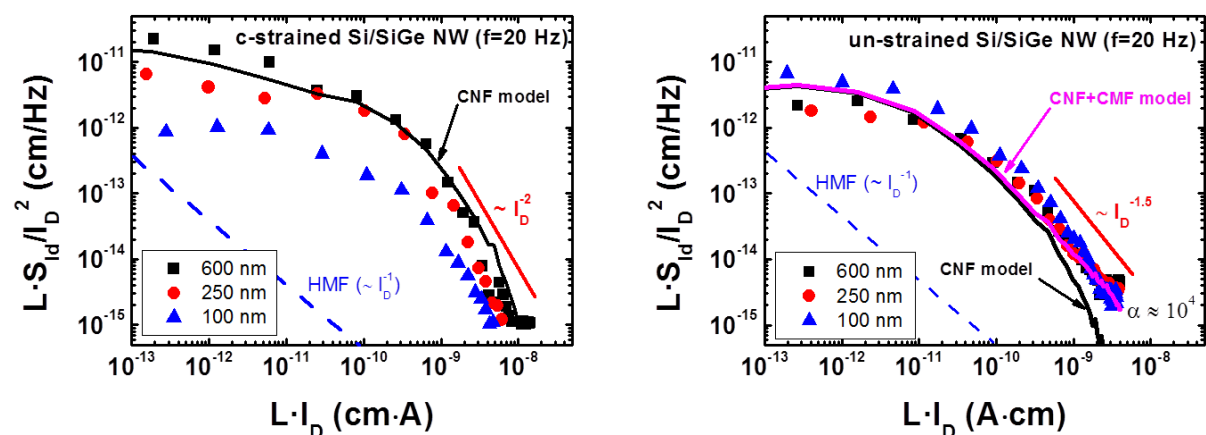 c-strained Si/SiGe NW (f=20 Hz)
CNF model
~ I_D^-2
HMF (~ I_D^-1)
600 nm
250 nm
100 nm
10^-11
10^-12
10^-13
10^-14
10^-15
10^-13 10^-12 10^-11 10^-10 10^-9 10^-8
L·S_Id/I_D^2 (cm/Hz)
L·I_D (cm·A)
un-strained Si/SiGe NW (f=20 Hz)
CNF+CMF model
HMF (~ I_D^-1)
~ I_D^-1.5
CNF model
α ≈ 10^4
600 nm
250 nm
100 nm
10^-11
10^-12
10^-13
10^-14
10^-15
10^-13 10^-12 10^-11 10^-10 10^-9 10^-8
L·S_Id/I_D^2 (cm/Hz)
L·I_D (A·cm)